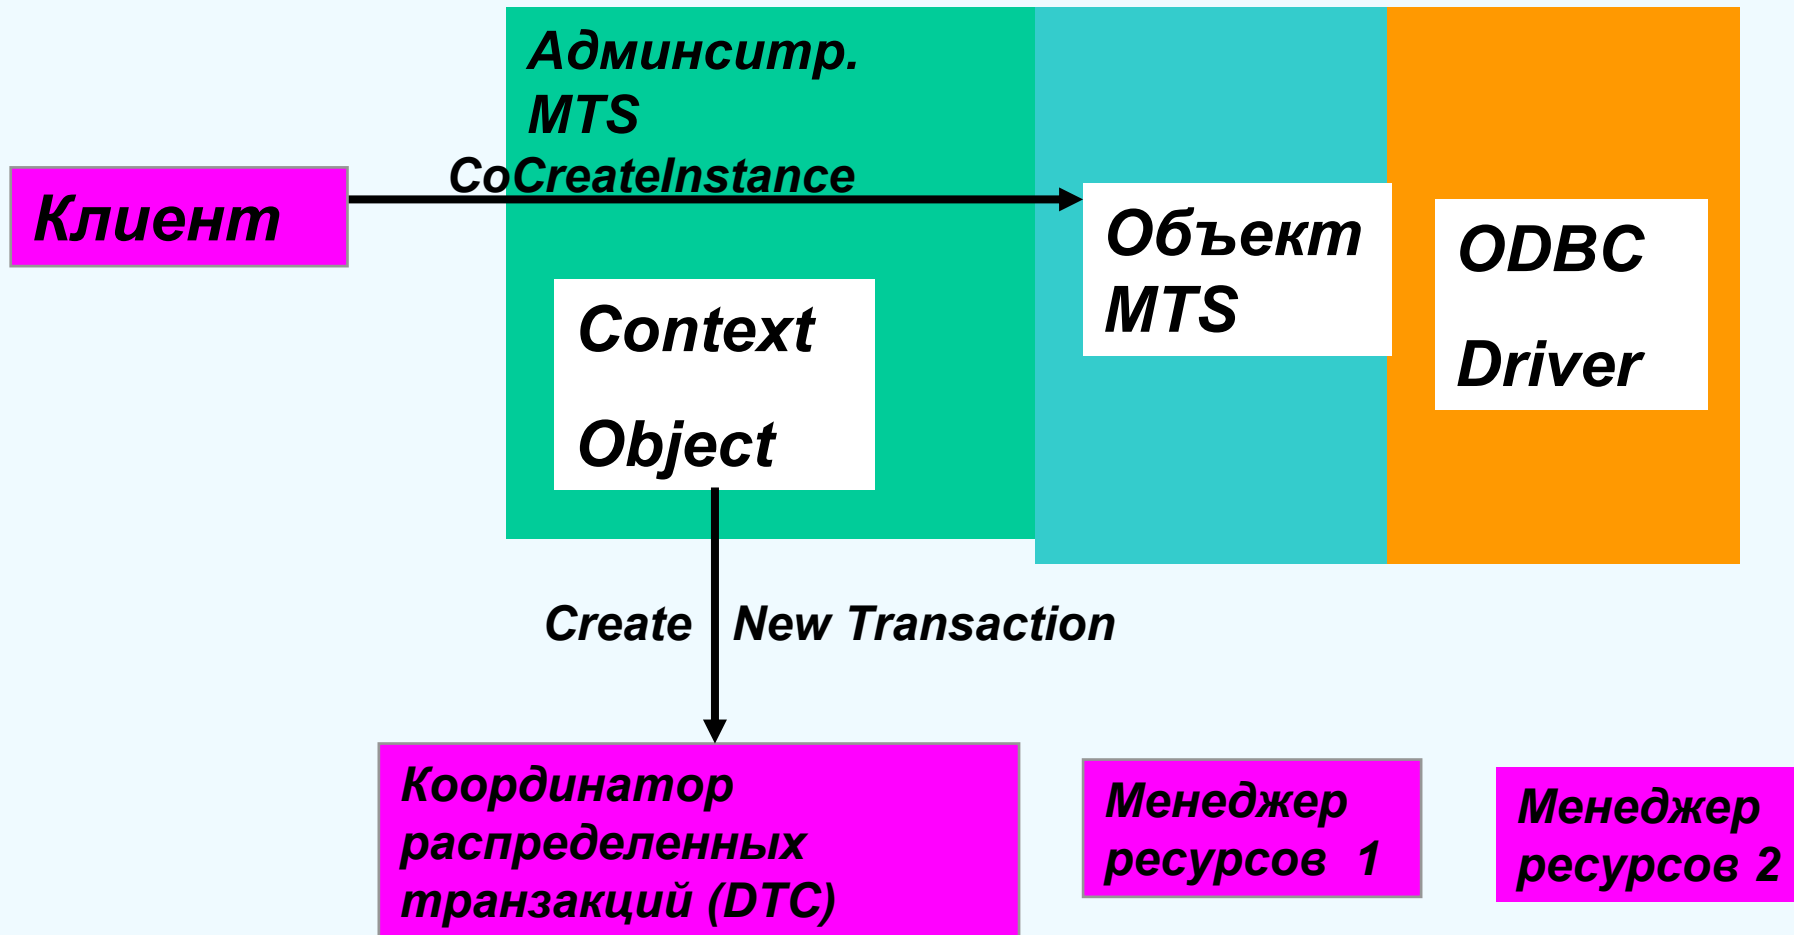 Админситр.
MTS
CoCreateInstance
Клиент
Объект
MTS
ODBC
Driver
Context
Object
Create New Transaction
Координатор
распределенных
транзакций (DTC)
Менеджер
ресурсов 1
Менеджер
ресурсов 2